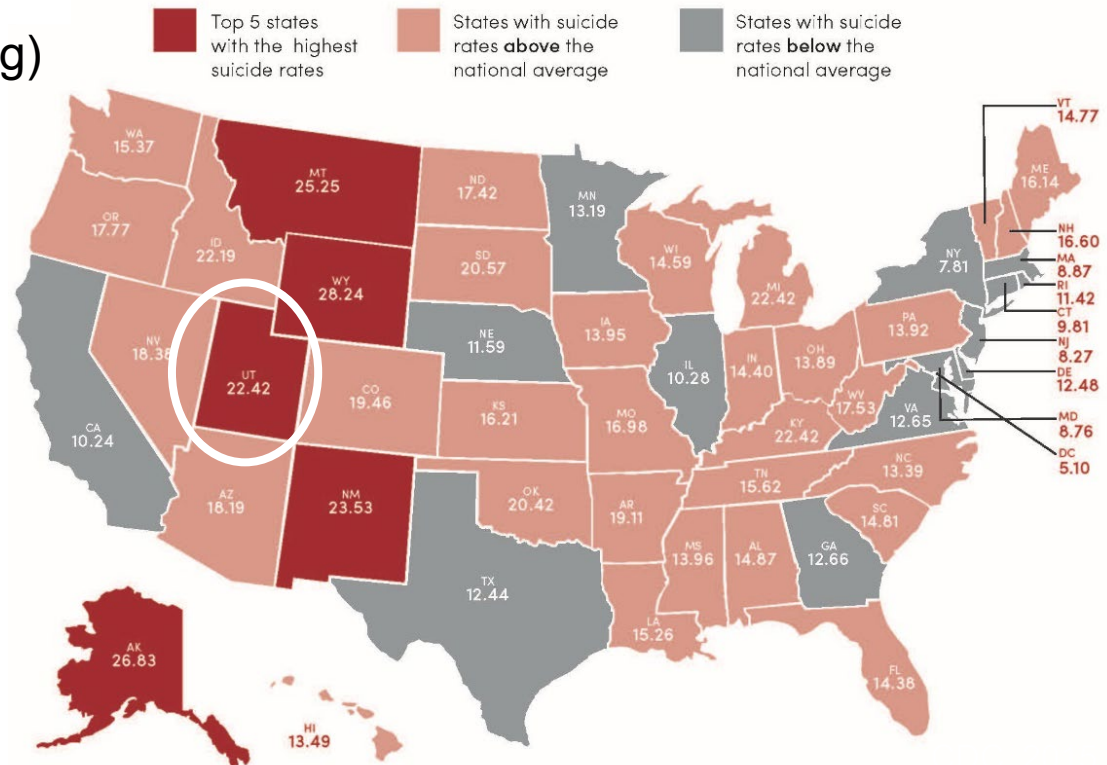 g)
Top 5 states
with the highest
suicide rates
States with suicide
rates above the
national average
States with suicide
rates below the
national average
WA
15.37
MT
25.25
ND
17.42
MN
13.19
VT
14.77
ME
16.14
OR
17.77
ID
22.19
SD
20.57
WI
14.59
NH
16.60
NY
7.81
MA
8.87
WY
28.24
MI
22.42
RI
11.42
CT
9.81
IA
13.95
PA
13.92
NE
11.59
NV
18.38
NJ
8.27
OH
13.89
IN
14.40
IL
10.28
UT
22.42
DE
12.48
CO
19.46
WV
17.53
KS
16.21
MO
16.98
VA
12.65
MD
8.76
CA
10.24
KY
22.42
DC
5.10
NC
13.39
TN
15.62
AZ
18.19
NM
23.53
OK
20.42
AR
19.11
SC
14.81
MS
13.96
AL
14.87
GA
12.66
TX
12.44
LA
15.26
AK
26.83
FL
14.38
HI
13.49